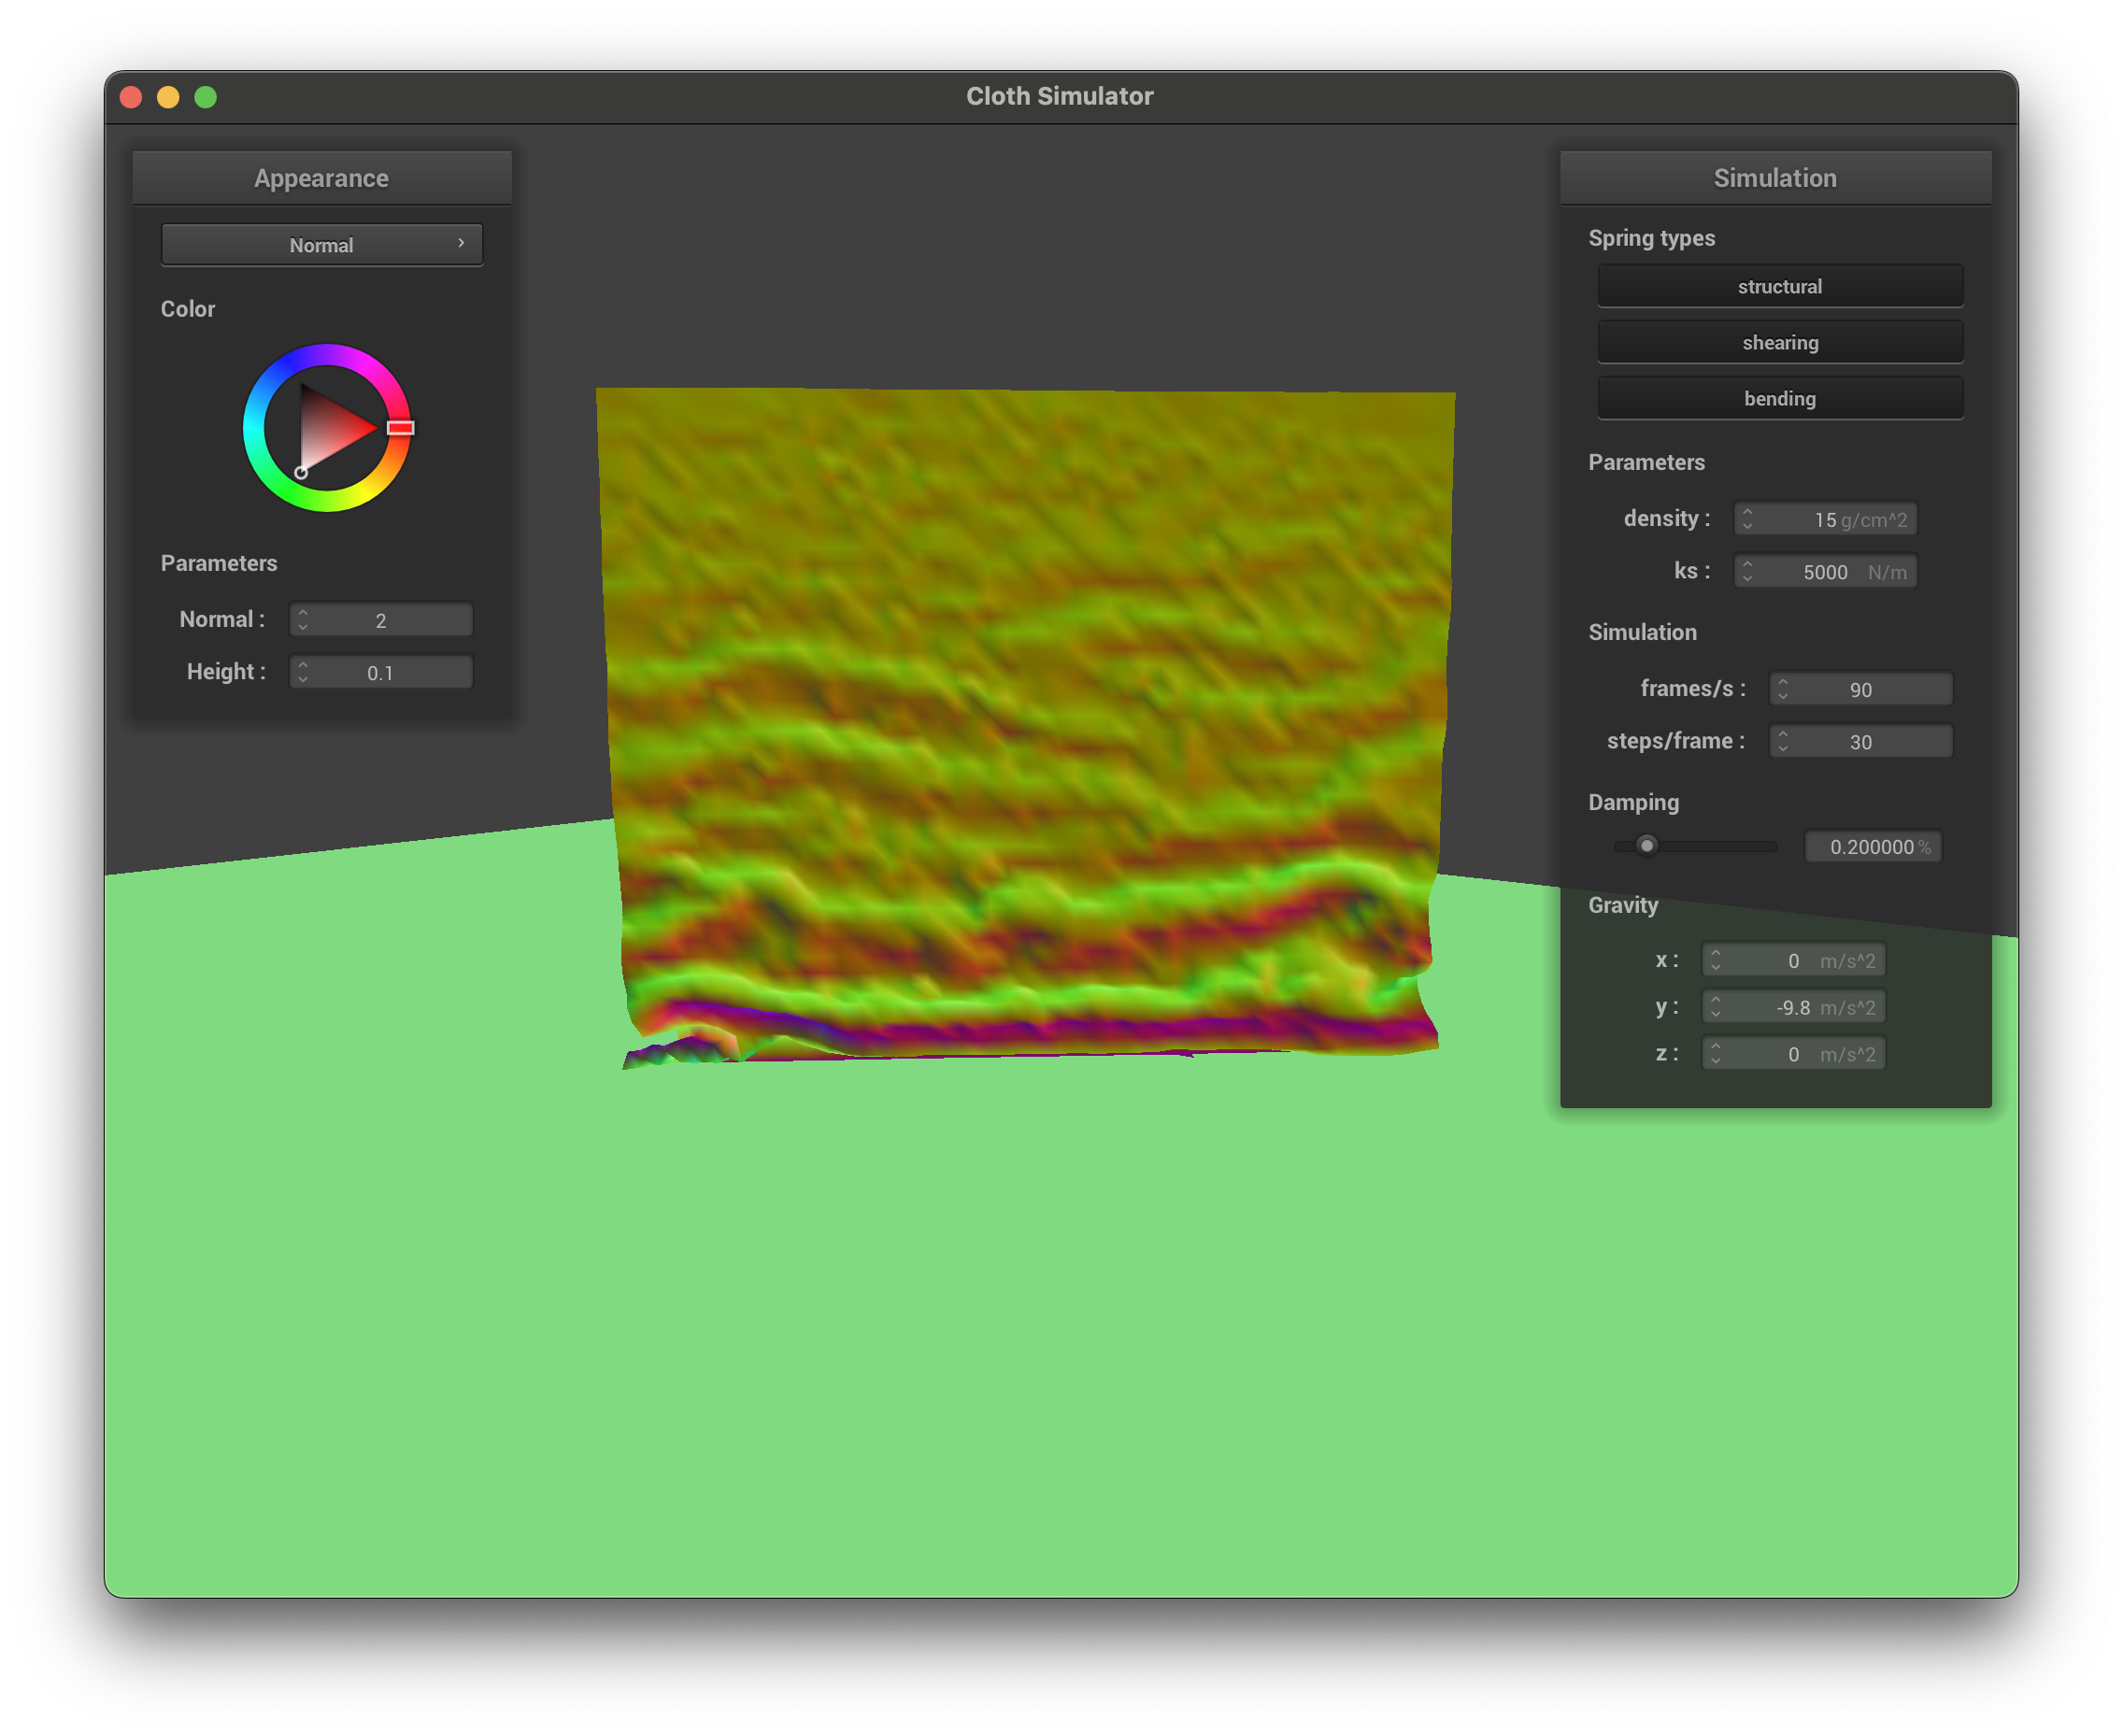 Cloth Simulator
Appearance
Normal
Color
Parameters
Normal : 2
Height : 0.1
Simulation
Spring types
structural
shearing
bending
Parameters
density : 15 g/cm^2
ks : 5000 N/m
Simulation
frames/s : 90
steps/frame : 30
Damping
0.200000 %
Gravity
x : 0 m/s^2
y : -9.8 m/s^2
z : 0 m/s^2